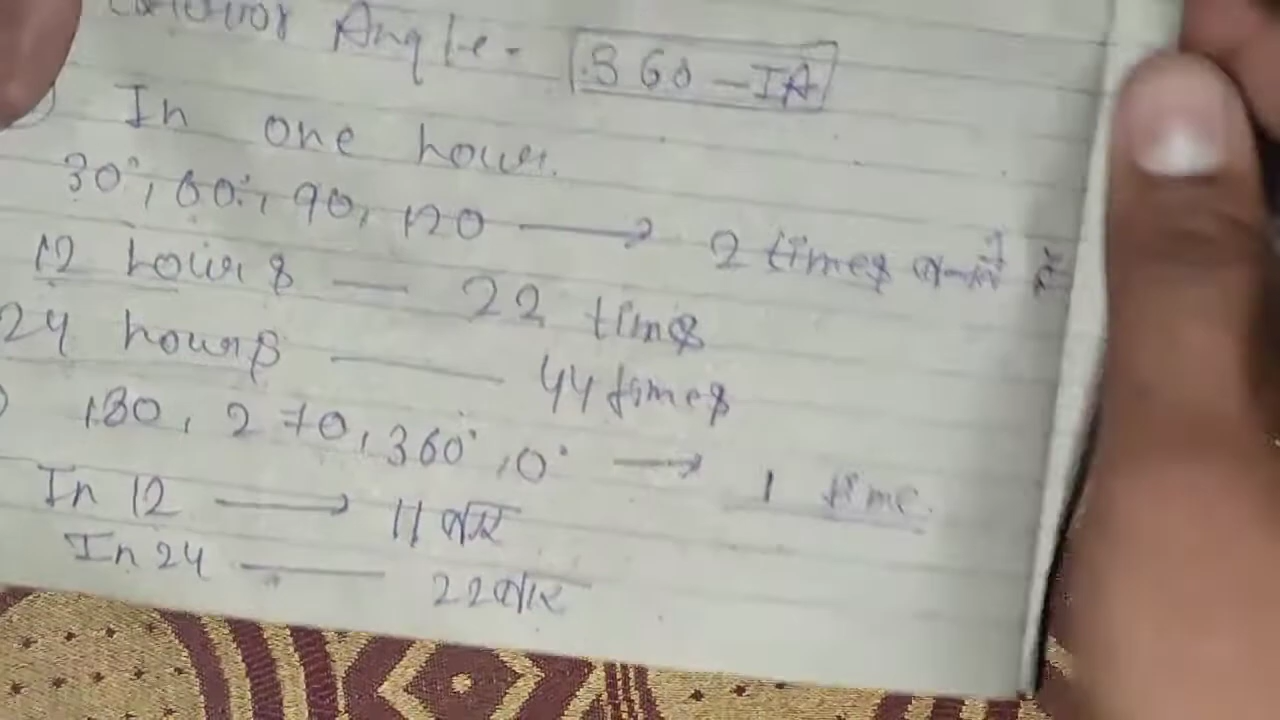 Angle - 360 - IA
In one hour.
30°, 60°, 90, 120 → 2 times
12 hours — 22 times
24 hours — 44 times
180, 270, 360°, 0° → 1 time.
In 12 → 11 बार
In 24 — 22 बार